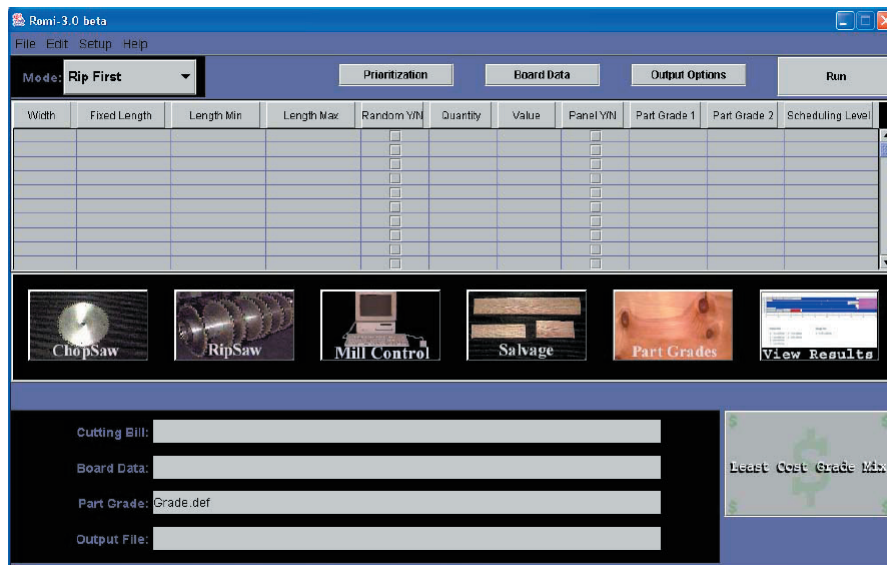 Romi-3.0 beta
File Edit Setup Help
Mode: Rip First Prioritization Board Data Output Options Run
Width Fixed Length Length Min Length Max Random Y/N Quantity Value Panel Y/N Part Grade 1 Part Grade 2 Scheduling Level
ChopSaw RipSaw Mill Control Salvage Part Grades View Results
Cutting Bill:
Board Data:
Least Cost Grade Mix
Part Grade: Grade.def
Output File: